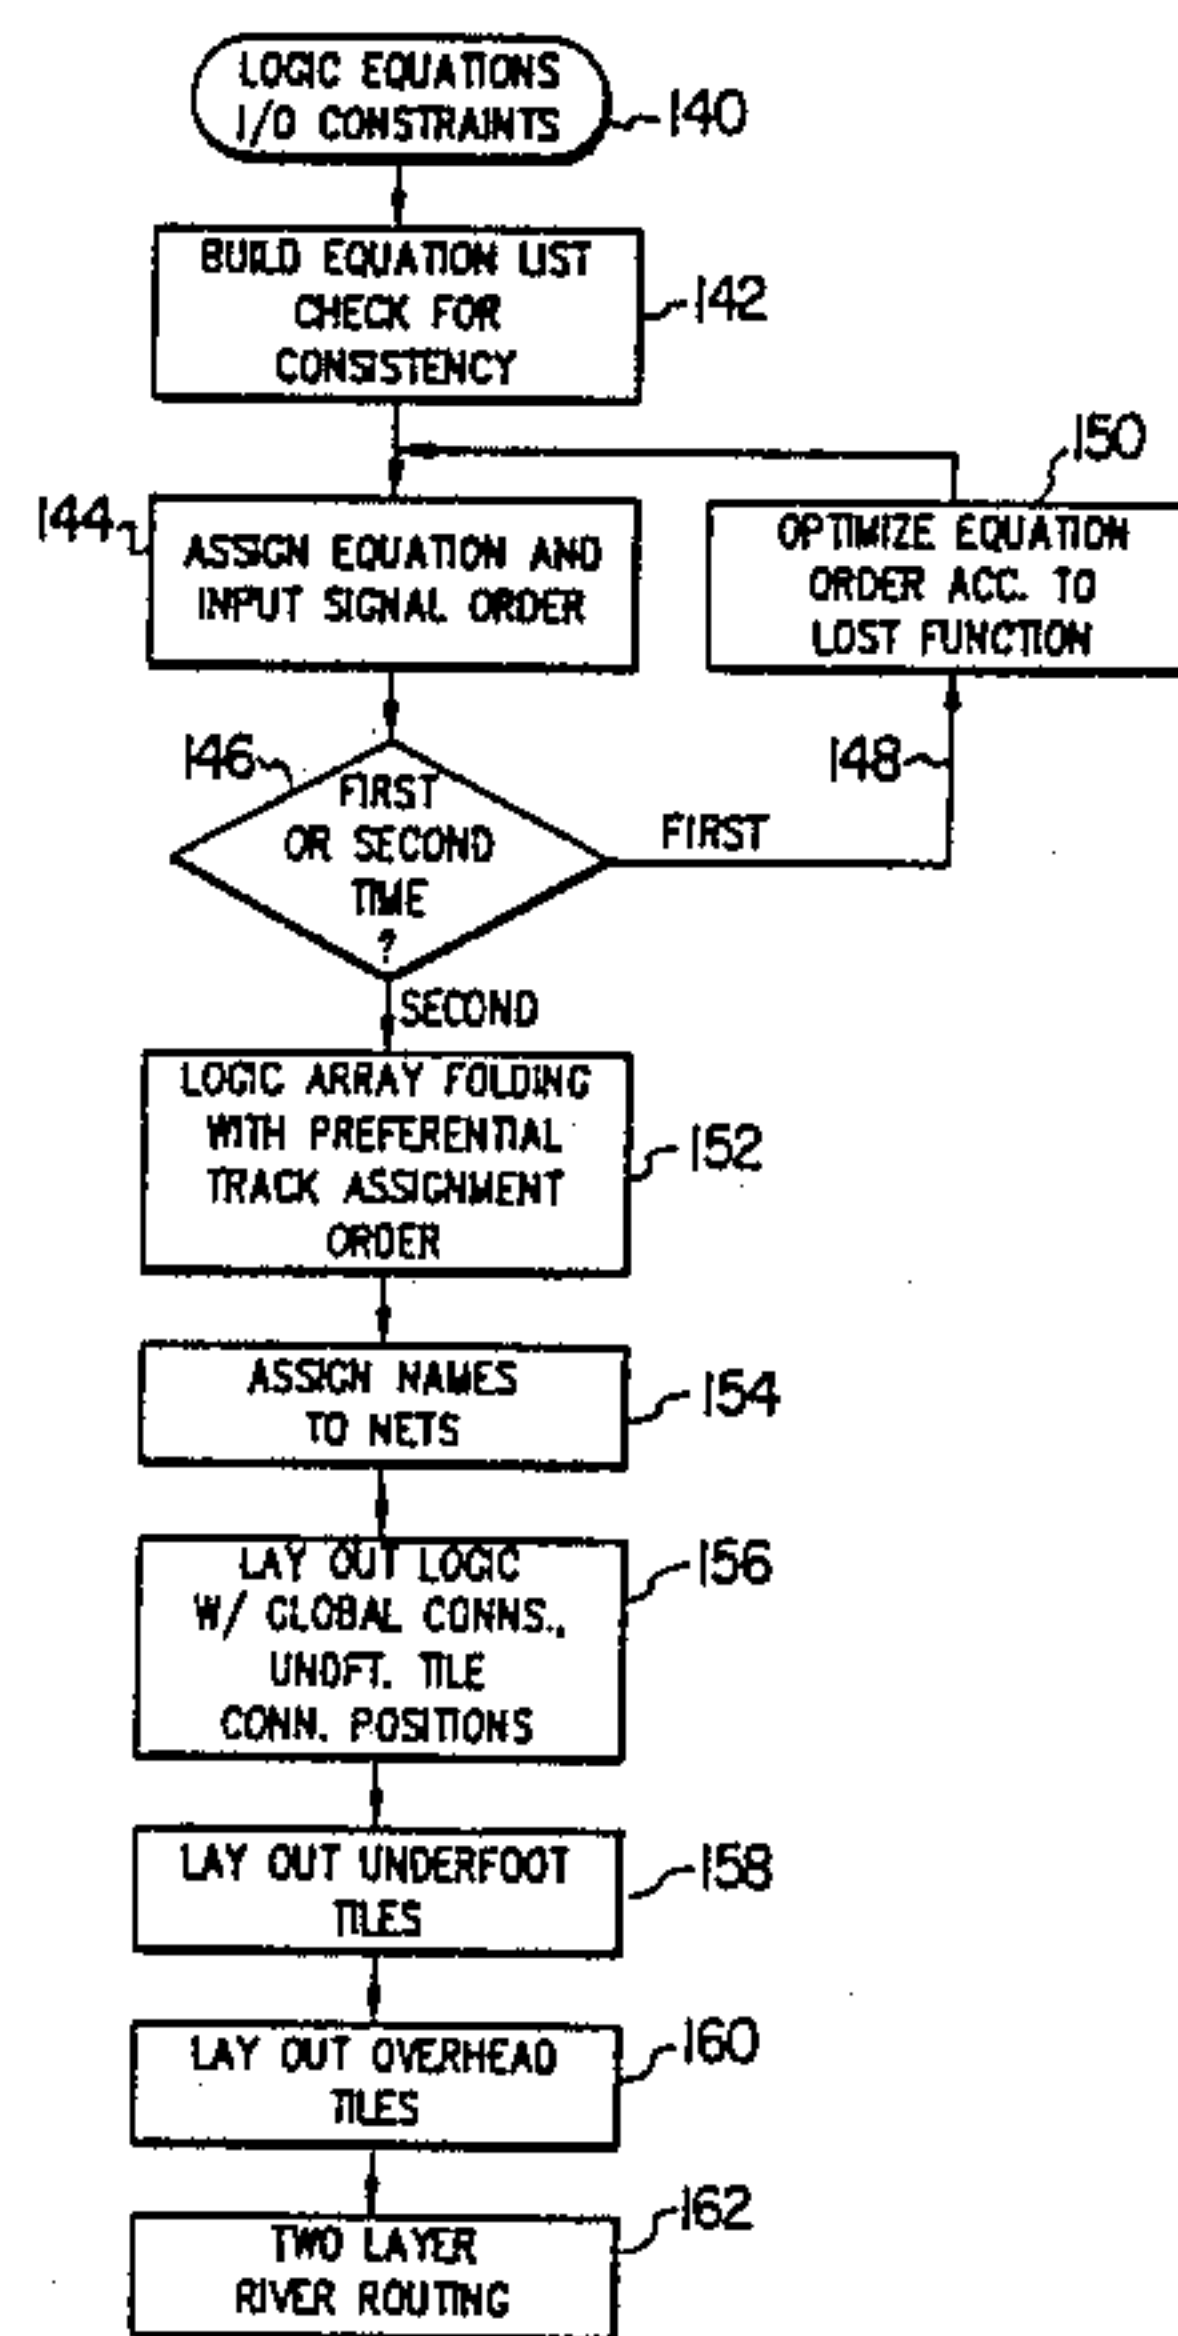 LOGIC EQUATIONS
I/O CONSTRAINTS
140
BUILD EQUATION LIST
CHECK FOR
CONSISTENCY
142
144
ASSIGN EQUATION AND
INPUT SIGNAL ORDER
150
OPTIMIZE EQUATION
ORDER ACC. TO
LOST FUNCTION
146
FIRST
OR SECOND
TIME
?
FIRST
148
SECOND
LOGIC ARRAY FOLDING
WITH PREFERENTIAL
TRACK ASSIGNMENT
ORDER
152
ASSIGN NAMES
TO NETS
154
LAY OUT LOGIC
W/ GLOBAL CONNS.,
UNDFT. TILE
CONN. POSITIONS
156
LAY OUT UNDERFOOT
TILES
158
LAY OUT OVERHEAD
TILES
160
TWO LAYER
RIVER ROUTING
162